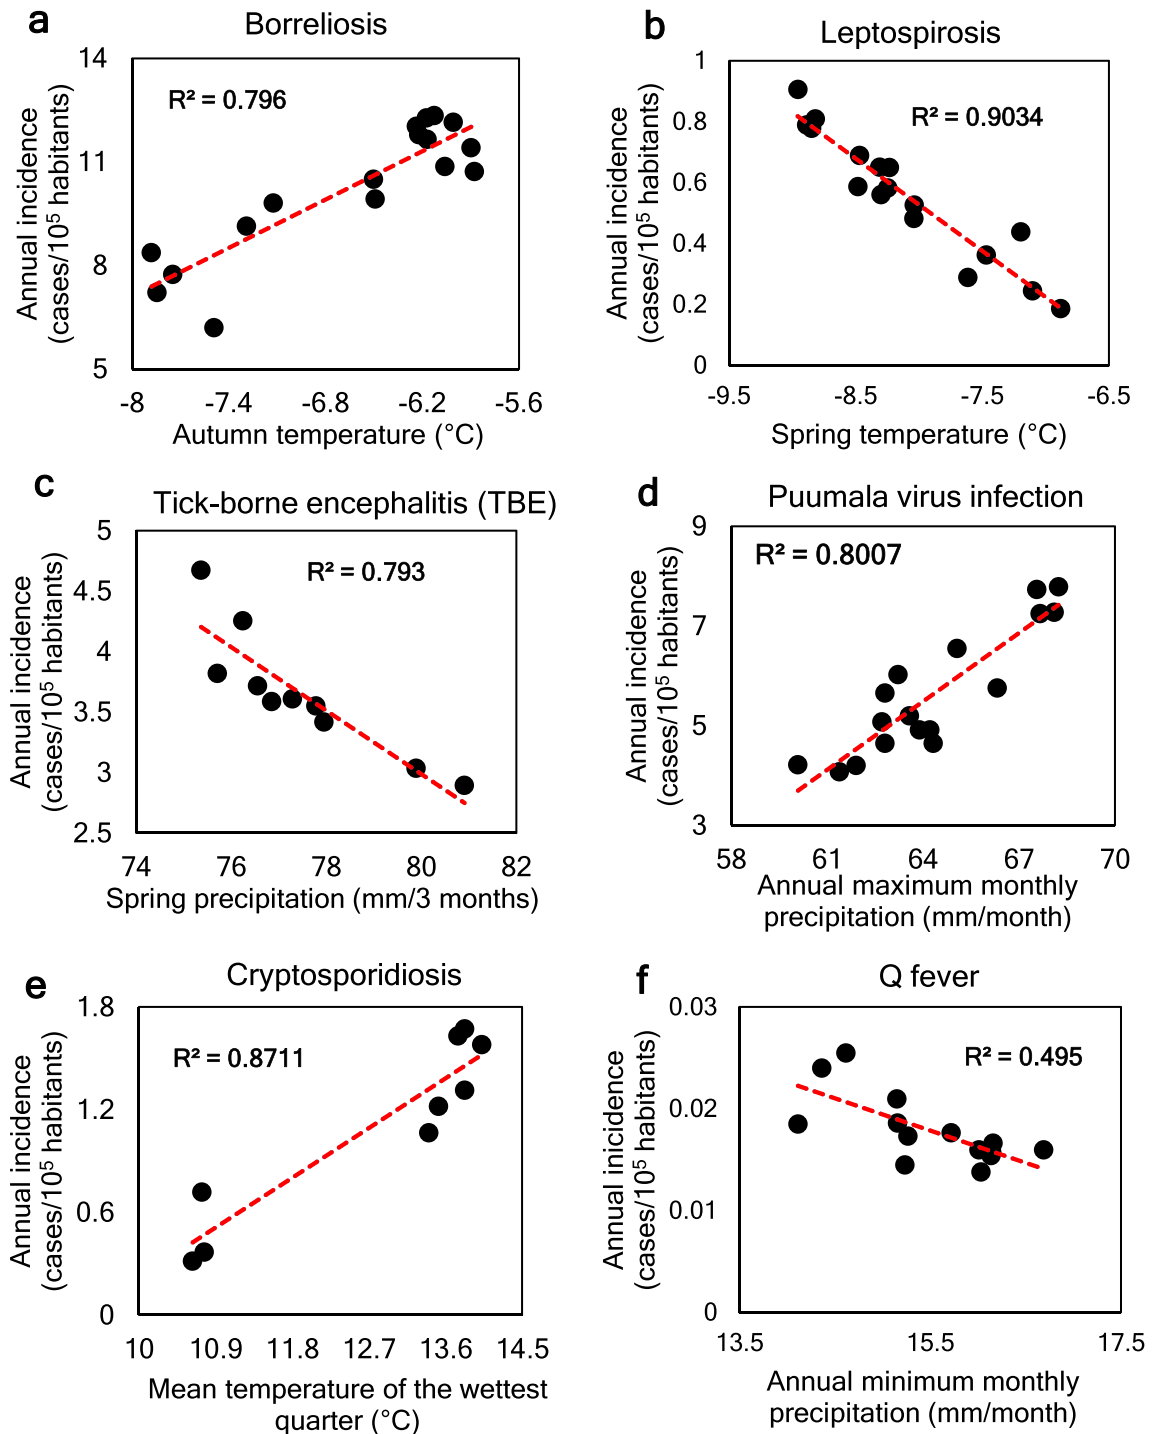 a
Borreliosis
R² = 0.796
Annual incidence
(cases/10⁵ habitants)
14
11
8
5
-8 -7.4 -6.8 -6.2 -5.6
Autumn temperature (°C)
b
Leptospirosis
R² = 0.9034
Annual incidence
(cases/10⁵ habitants)
1
0.8
0.6
0.4
0.2
0
-9.5 -8.5 -7.5 -6.5
Spring temperature (°C)
c
Tick-borne encephalitis (TBE)
R² = 0.793
Annual incidence
(cases/10⁵ habitants)
5
4.5
4
3.5
3
2.5
74 76 78 80 82
Spring precipitation (mm/3 months)
d
Puumala virus infection
R² = 0.8007
Annual incidence
(cases/10⁵ habitants)
9
7
5
3
58 61 64 67 70
Annual maximum monthly
precipitation (mm/month)
e
Cryptosporidiosis
R² = 0.8711
Annual incidence
(cases/10⁵ habitants)
1.8
1.2
0.6
0
10 10.9 11.8 12.7 13.6 14.5
Mean temperature of the wettest
quarter (°C)
f
Q fever
R² = 0.495
Annual inicidence
(cases/10⁵ habitants)
0.03
0.02
0.01
0
13.5 15.5 17.5
Annual minimum monthly
precipitation (mm/month)